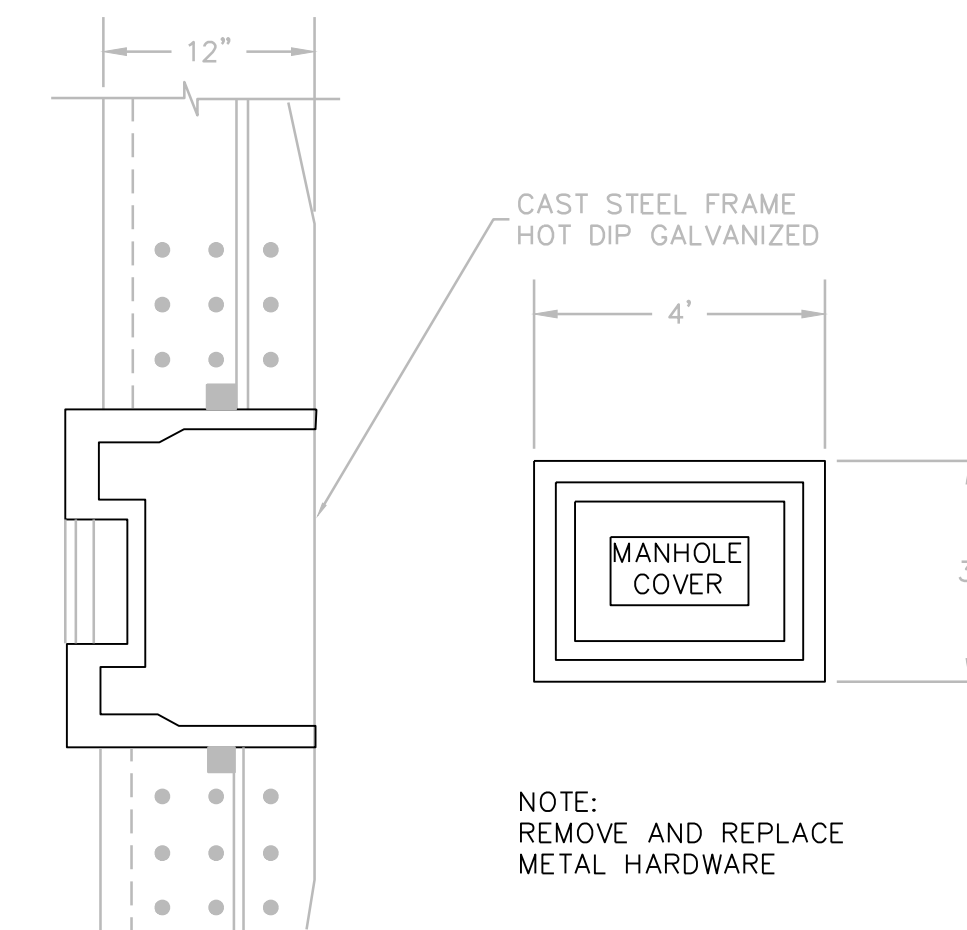 12"
CAST STEEL FRAME
HOT DIP GALVANIZED
4'
MANHOLE
COVER
NOTE:
REMOVE AND REPLACE
METAL HARDWARE